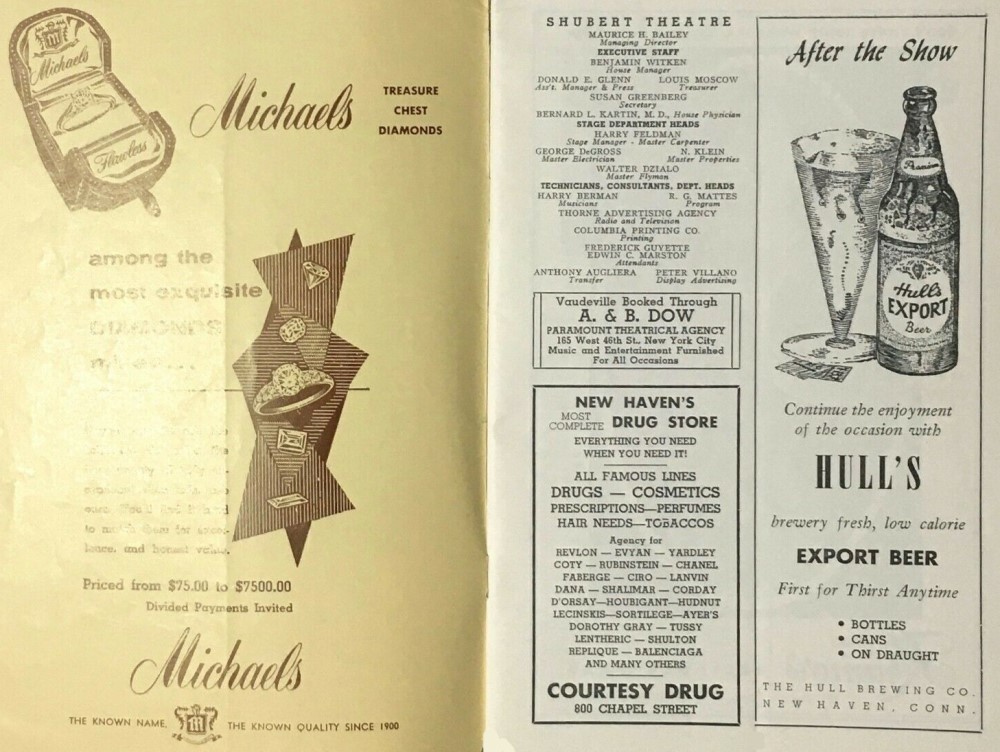 Michaels
Flawless
Michaels
TREASURE
CHEST
DIAMONDS
among the
most exquisite
DIAMONDS
to match them for excel-
lence, and honest value.
Priced from $75.00 to $7500.00
Divided Payments Invited
Michaels
THE KNOWN NAME, THE KNOWN QUALITY SINCE 1900
SHUBERT THEATRE
MAURICE H. BAILEY
Managing Director
EXECUTIVE STAFF
BENJAMIN WITKEN
House Manager
DONALD E. GLENN LOUIS MOSCOW
Ass't. Manager & Press Treasurer
SUSAN GREENBERG
Secretary
BERNARD L. KARTIN, M. D., House Physician
STAGE DEPARTMENT HEADS
HARRY FELDMAN
Stage Manager - Master Carpenter
GEORGE DeGROSS N. KLEIN
Master Electrician Master Properties
WALTER DZIALO
Master Flyman
TECHNICIANS, CONSULTANTS, DEPT. HEADS
HARRY BERMAN R. G. MATTES
Musicians Program
THORNE ADVERTISING AGENCY
Radio and Television
COLUMBIA PRINTING CO.
Printing
FREDERICK GUYETTE
EDWIN C. MARSTON
Attendants
ANTHONY AUGLIERA PETER VILLANO
Transfer Display Advertising
Vaudeville Booked Through
A. & B. DOW
PARAMOUNT THEATRICAL AGENCY
165 West 46th St., New York City
Music and Entertainment Furnished
For All Occasions
NEW HAVEN'S
MOST COMPLETE DRUG STORE
EVERYTHING YOU NEED
WHEN YOU NEED IT!
ALL FAMOUS LINES
DRUGS — COSMETICS
PRESCRIPTIONS—PERFUMES
HAIR NEEDS—TOBACCOS
Agency for
REVLON — EVYAN — YARDLEY
COTY — RUBINSTEIN — CHANEL
FABERGE — CIRO — LANVIN
DANA — SHALIMAR — CORDAY
D'ORSAY—HOUBIGANT—HUDNUT
LECINSKIS—SORTILEGE—AYER'S
DOROTHY GRAY — TUSSY
LENTHERIC — SHULTON
REPLIQUE — BALENCIAGA
AND MANY OTHERS
COURTESY DRUG
800 CHAPEL STREET
After the Show
Premium
Hull's
EXPORT
Beer
Continue the enjoyment
of the occasion with
HULL'S
brewery fresh, low calorie
EXPORT BEER
First for Thirst Anytime
• BOTTLES
• CANS
• ON DRAUGHT
THE HULL BREWING CO.
NEW HAVEN, CONN.